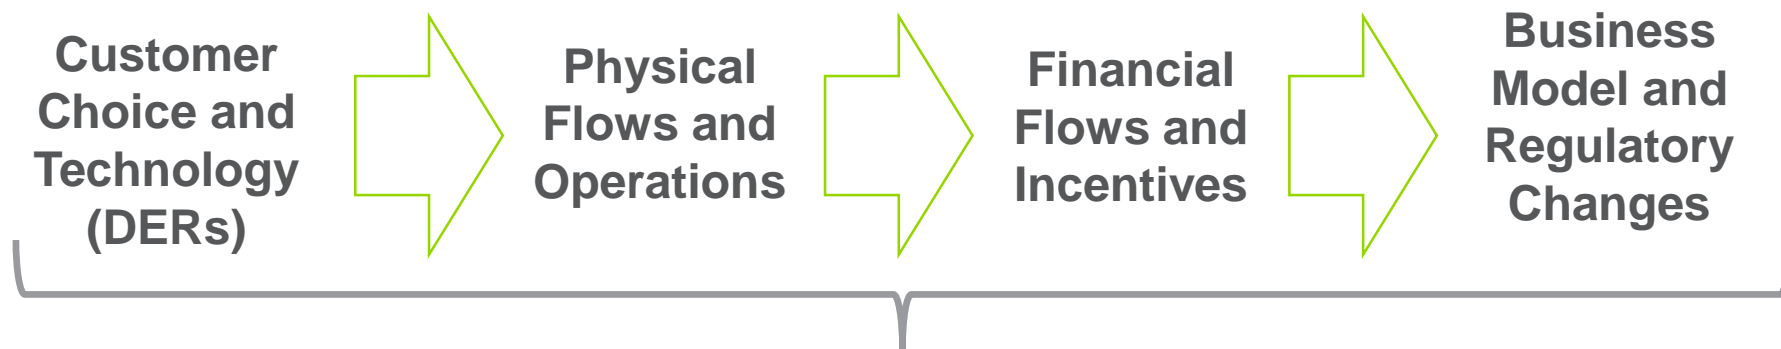 Customer
Choice and
Technology
(DERs)
Physical
Flows and
Operations
Financial
Flows and
Incentives
Business
Model and
Regulatory
Changes